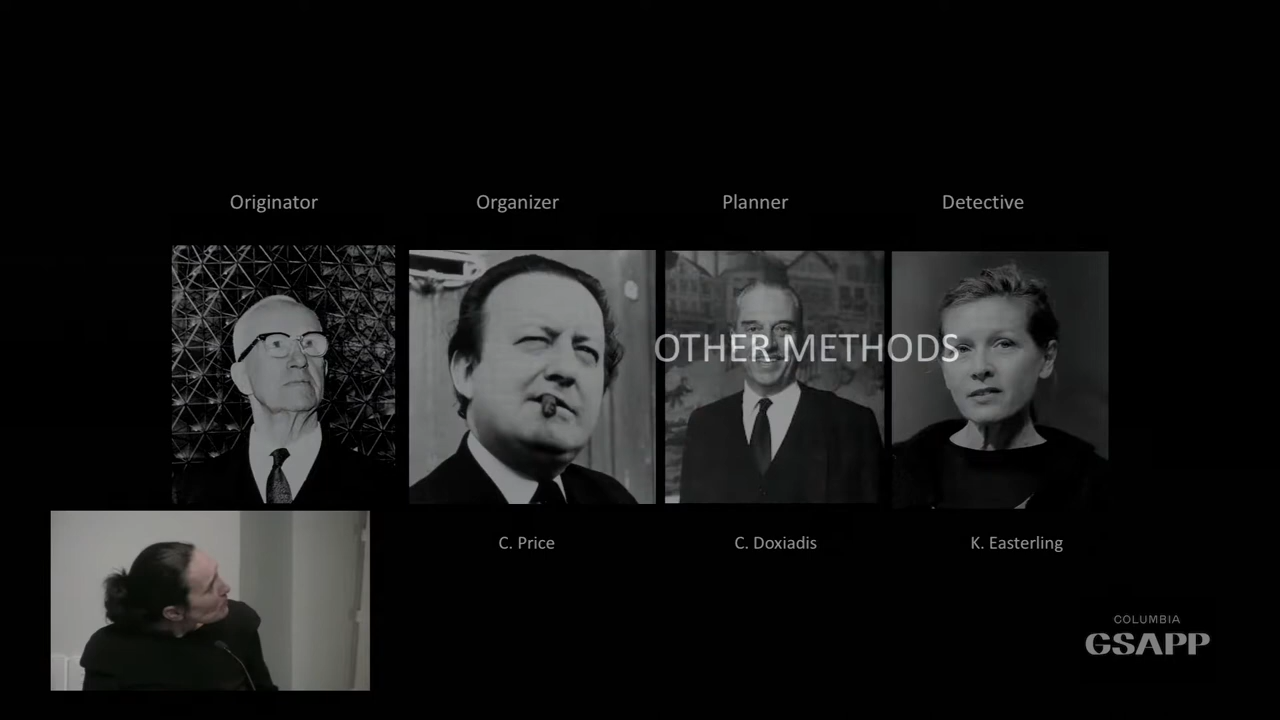 Originator
Organizer
Planner
Detective
OTHER METHODS
C. Price
C. Doxiadis
K. Easterling
COLUMBIA
GSAPP